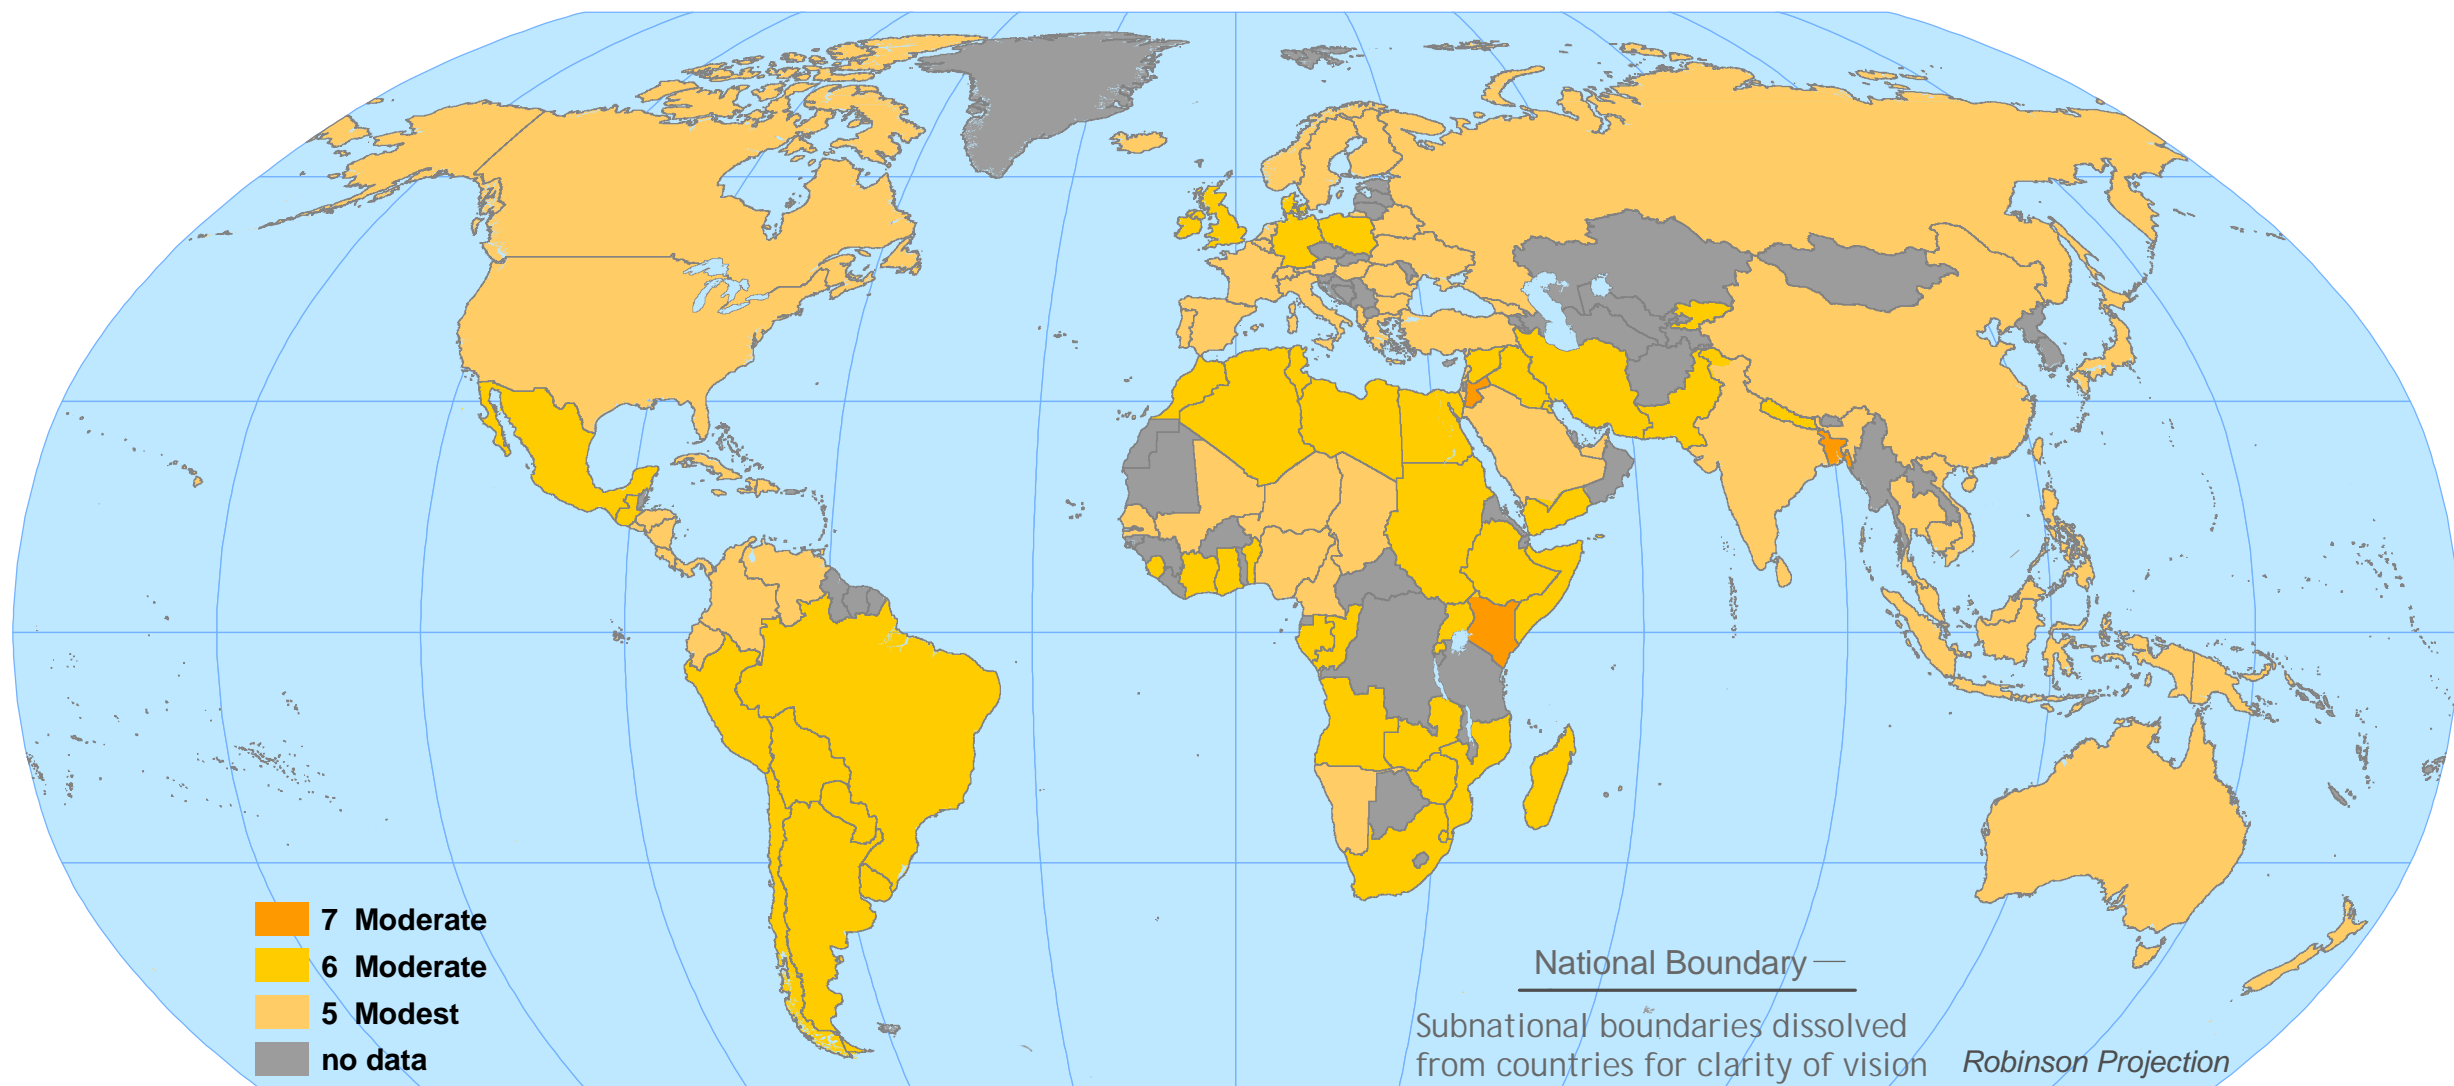 7 Moderate
6 Moderate
5 Modest
no data
National Boundary
Subnational boundaries dissolved
from countries for clarity of vision
Robinson Projection